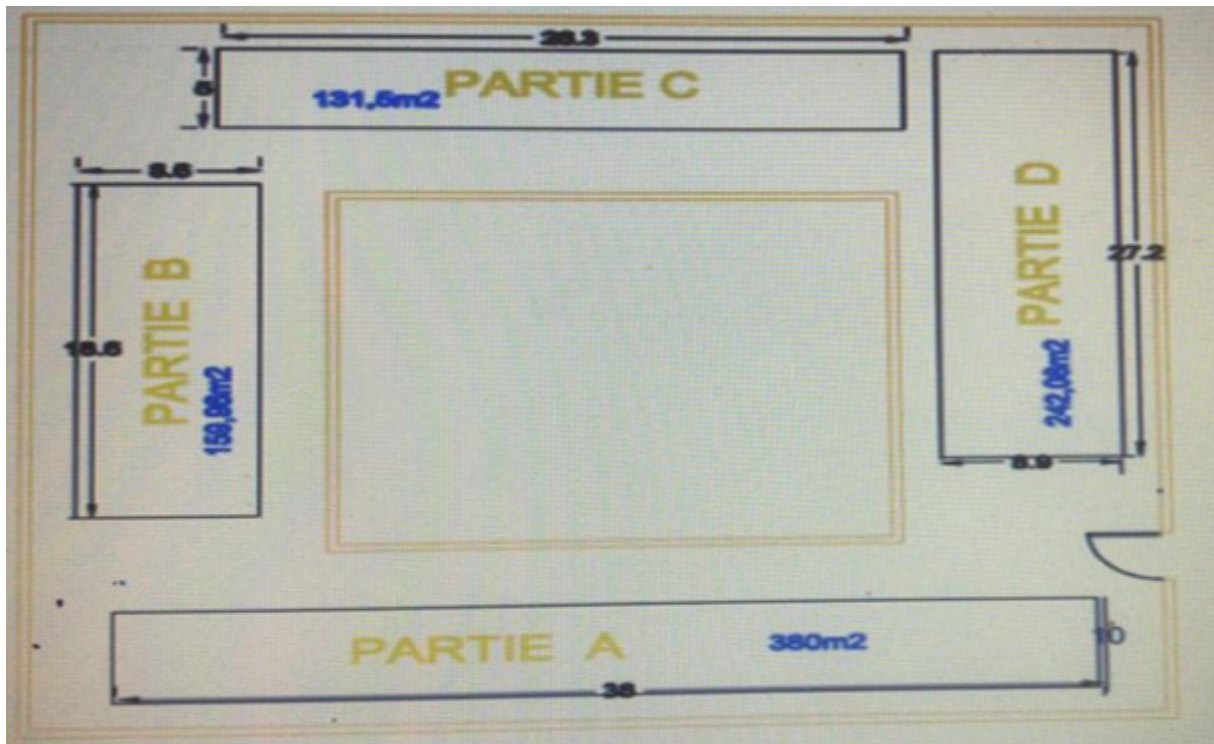 26.3
5
131,5m2 PARTIE C
8.6
18.6
PARTIE B
159,96m2
PARTIE D
27.2
242,08m2
8.9
PARTIE A 380m2
10
38